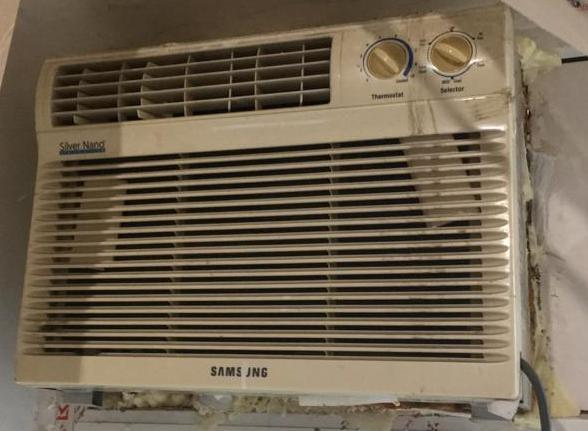 Thermostat
Selector
Silver Nano
SAMSUNG